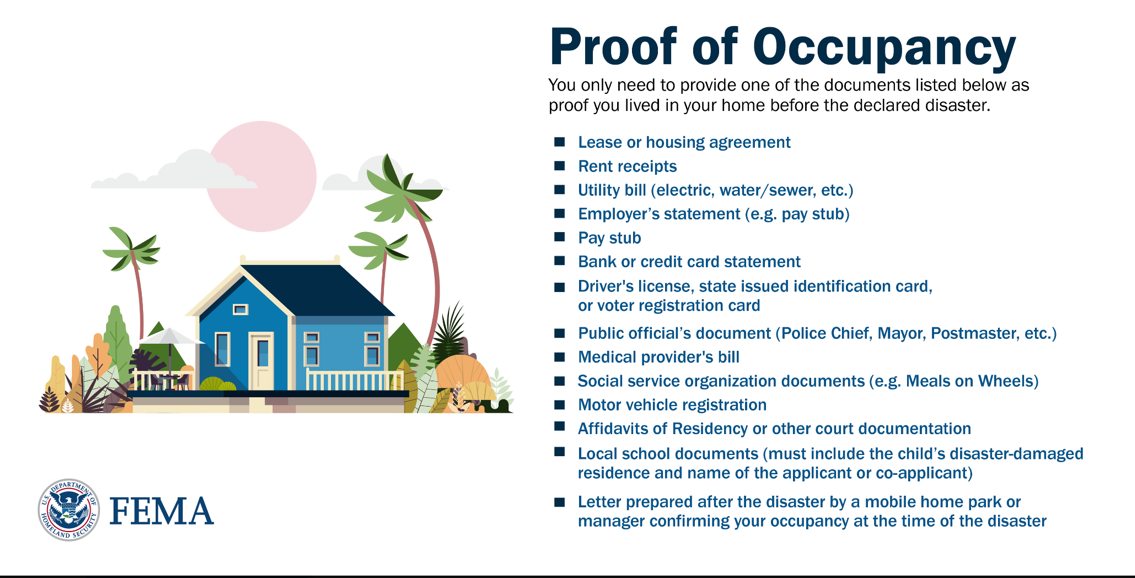 Proof of Occupancy
You only need to provide one of the documents listed below as
proof you lived in your home before the declared disaster.
Lease or housing agreement
Rent receipts
Utility bill (electric, water/sewer, etc.)
Employer's statement (e.g. pay stub)
Pay stub
Bank or credit card statement
Driver's license, state issued identification card,
or voter registration card
Public official's document (Police Chief, Mayor, Postmaster, etc.)
Medical provider's bill
Social service organization documents (e.g. Meals on Wheels)
Motor vehicle registration
Affidavits of Residency or other court documentation
Local school documents (must include the child's disaster-damaged
residence and name of the applicant or co-applicant)
Letter prepared after the disaster by a mobile home park or
manager confirming your occupancy at the time of the disaster
U.S. DEPARTMENT OF
HOMELAND SECURITY
FEMA